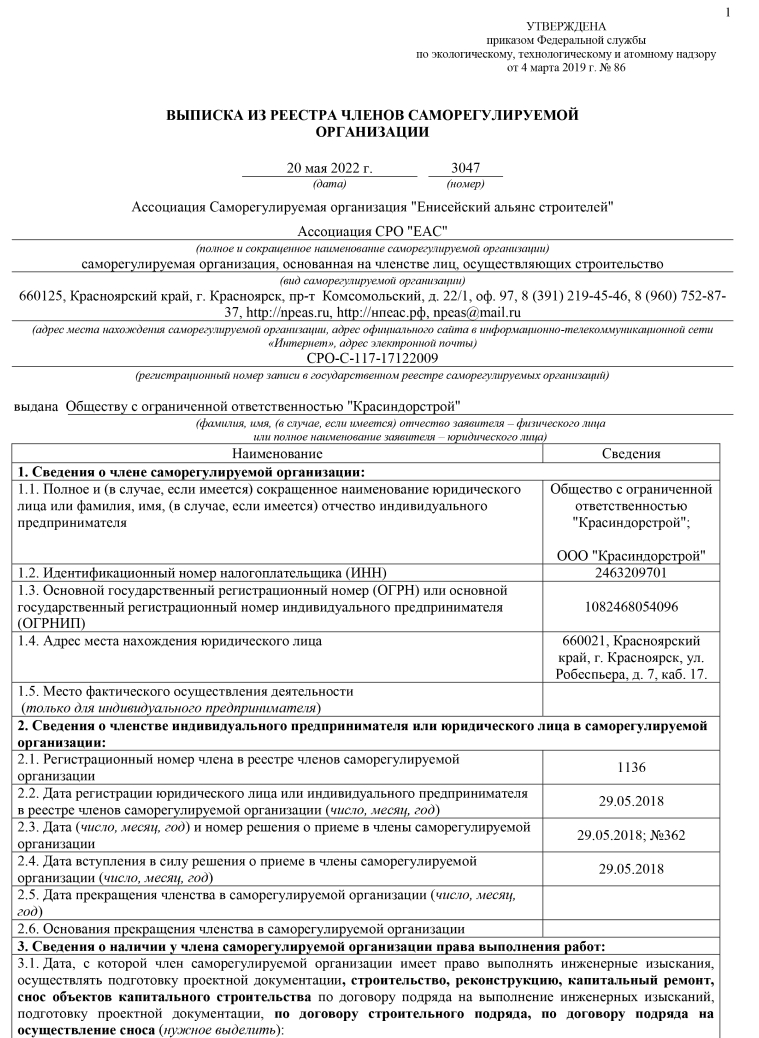 1
УТВЕРЖДЕНА
приказом Федеральной службы
по экологическому, технологическому и атомному надзору
от 4 марта 2019 г. № 86
ВЫПИСКА ИЗ РЕЕСТРА ЧЛЕНОВ САМОРЕГУЛИРУЕМОЙ
ОРГАНИЗАЦИИ
20 мая 2022 г. 3047
(дата) (номер)
Ассоциация Саморегулируемая организация "Енисейский альянс строителей"
Ассоциация СРО "ЕАС"
(полное и сокращенное наименование саморегулируемой организации)
саморегулируемая организация, основанная на членстве лиц, осуществляющих строительство
(вид саморегулируемой организации)
660125, Красноярский край, г. Красноярск, пр-т Комсомольский, д. 22/1, оф. 97, 8 (391) 219-45-46, 8 (960) 752-87-
37, http://npeas.ru, http://нпеас.рф, npeas@mail.ru
(адрес места нахождения саморегулируемой организации, адрес официального сайта в информационно-телекоммуникационной сети
«Интернет», адрес электронной почты)
СРО-С-117-17122009
(регистрационный номер записи в государственном реестре саморегулируемых организаций)
выдана Обществу с ограниченной ответственностью "Красиндорстрой"
(фамилия, имя, (в случае, если имеется) отчество заявителя – физического лица
или полное наименование заявителя – юридического лица)
Наименование Сведения
1. Сведения о члене саморегулируемой организации:
1.1. Полное и (в случае, если имеется) сокращенное наименование юридического
лица или фамилия, имя, (в случае, если имеется) отчество индивидуального
предпринимателя
Общество с ограниченной
ответственностью
"Красиндорстрой";
ООО "Красиндорстрой"
1.2. Идентификационный номер налогоплательщика (ИНН) 2463209701
1.3. Основной государственный регистрационный номер (ОГРН) или основной
государственный регистрационный номер индивидуального предпринимателя
(ОГРНИП)
1082468054096
1.4. Адрес места нахождения юридического лица
660021, Красноярский
край, г. Красноярск, ул.
Робеспьера, д. 7, каб. 17.
1.5. Место фактического осуществления деятельности
(только для индивидуального предпринимателя)
2. Сведения о членстве индивидуального предпринимателя или юридического лица в саморегулируемой
организации:
2.1. Регистрационный номер члена в реестре членов саморегулируемой
организации
1136
2.2. Дата регистрации юридического лица или индивидуального предпринимателя
в реестре членов саморегулируемой организации (число, месяц, год)
29.05.2018
2.3. Дата (число, месяц, год) и номер решения о приеме в члены саморегулируемой
организации
29.05.2018; №362
2.4. Дата вступления в силу решения о приеме в члены саморегулируемой
организации (число, месяц, год)
29.05.2018
2.5. Дата прекращения членства в саморегулируемой организации (число, месяц,
год)
2.6. Основания прекращения членства в саморегулируемой организации
3. Сведения о наличии у члена саморегулируемой организации права выполнения работ:
3.1. Дата, с которой член саморегулируемой организации имеет право выполнять инженерные изыскания,
осуществлять подготовку проектной документации, строительство, реконструкцию, капитальный ремонт,
снос объектов капитального строительства по договору подряда на выполнение инженерных изысканий,
подготовку проектной документации, по договору строительного подряда, по договору подряда на
осуществление сноса (нужное выделить):